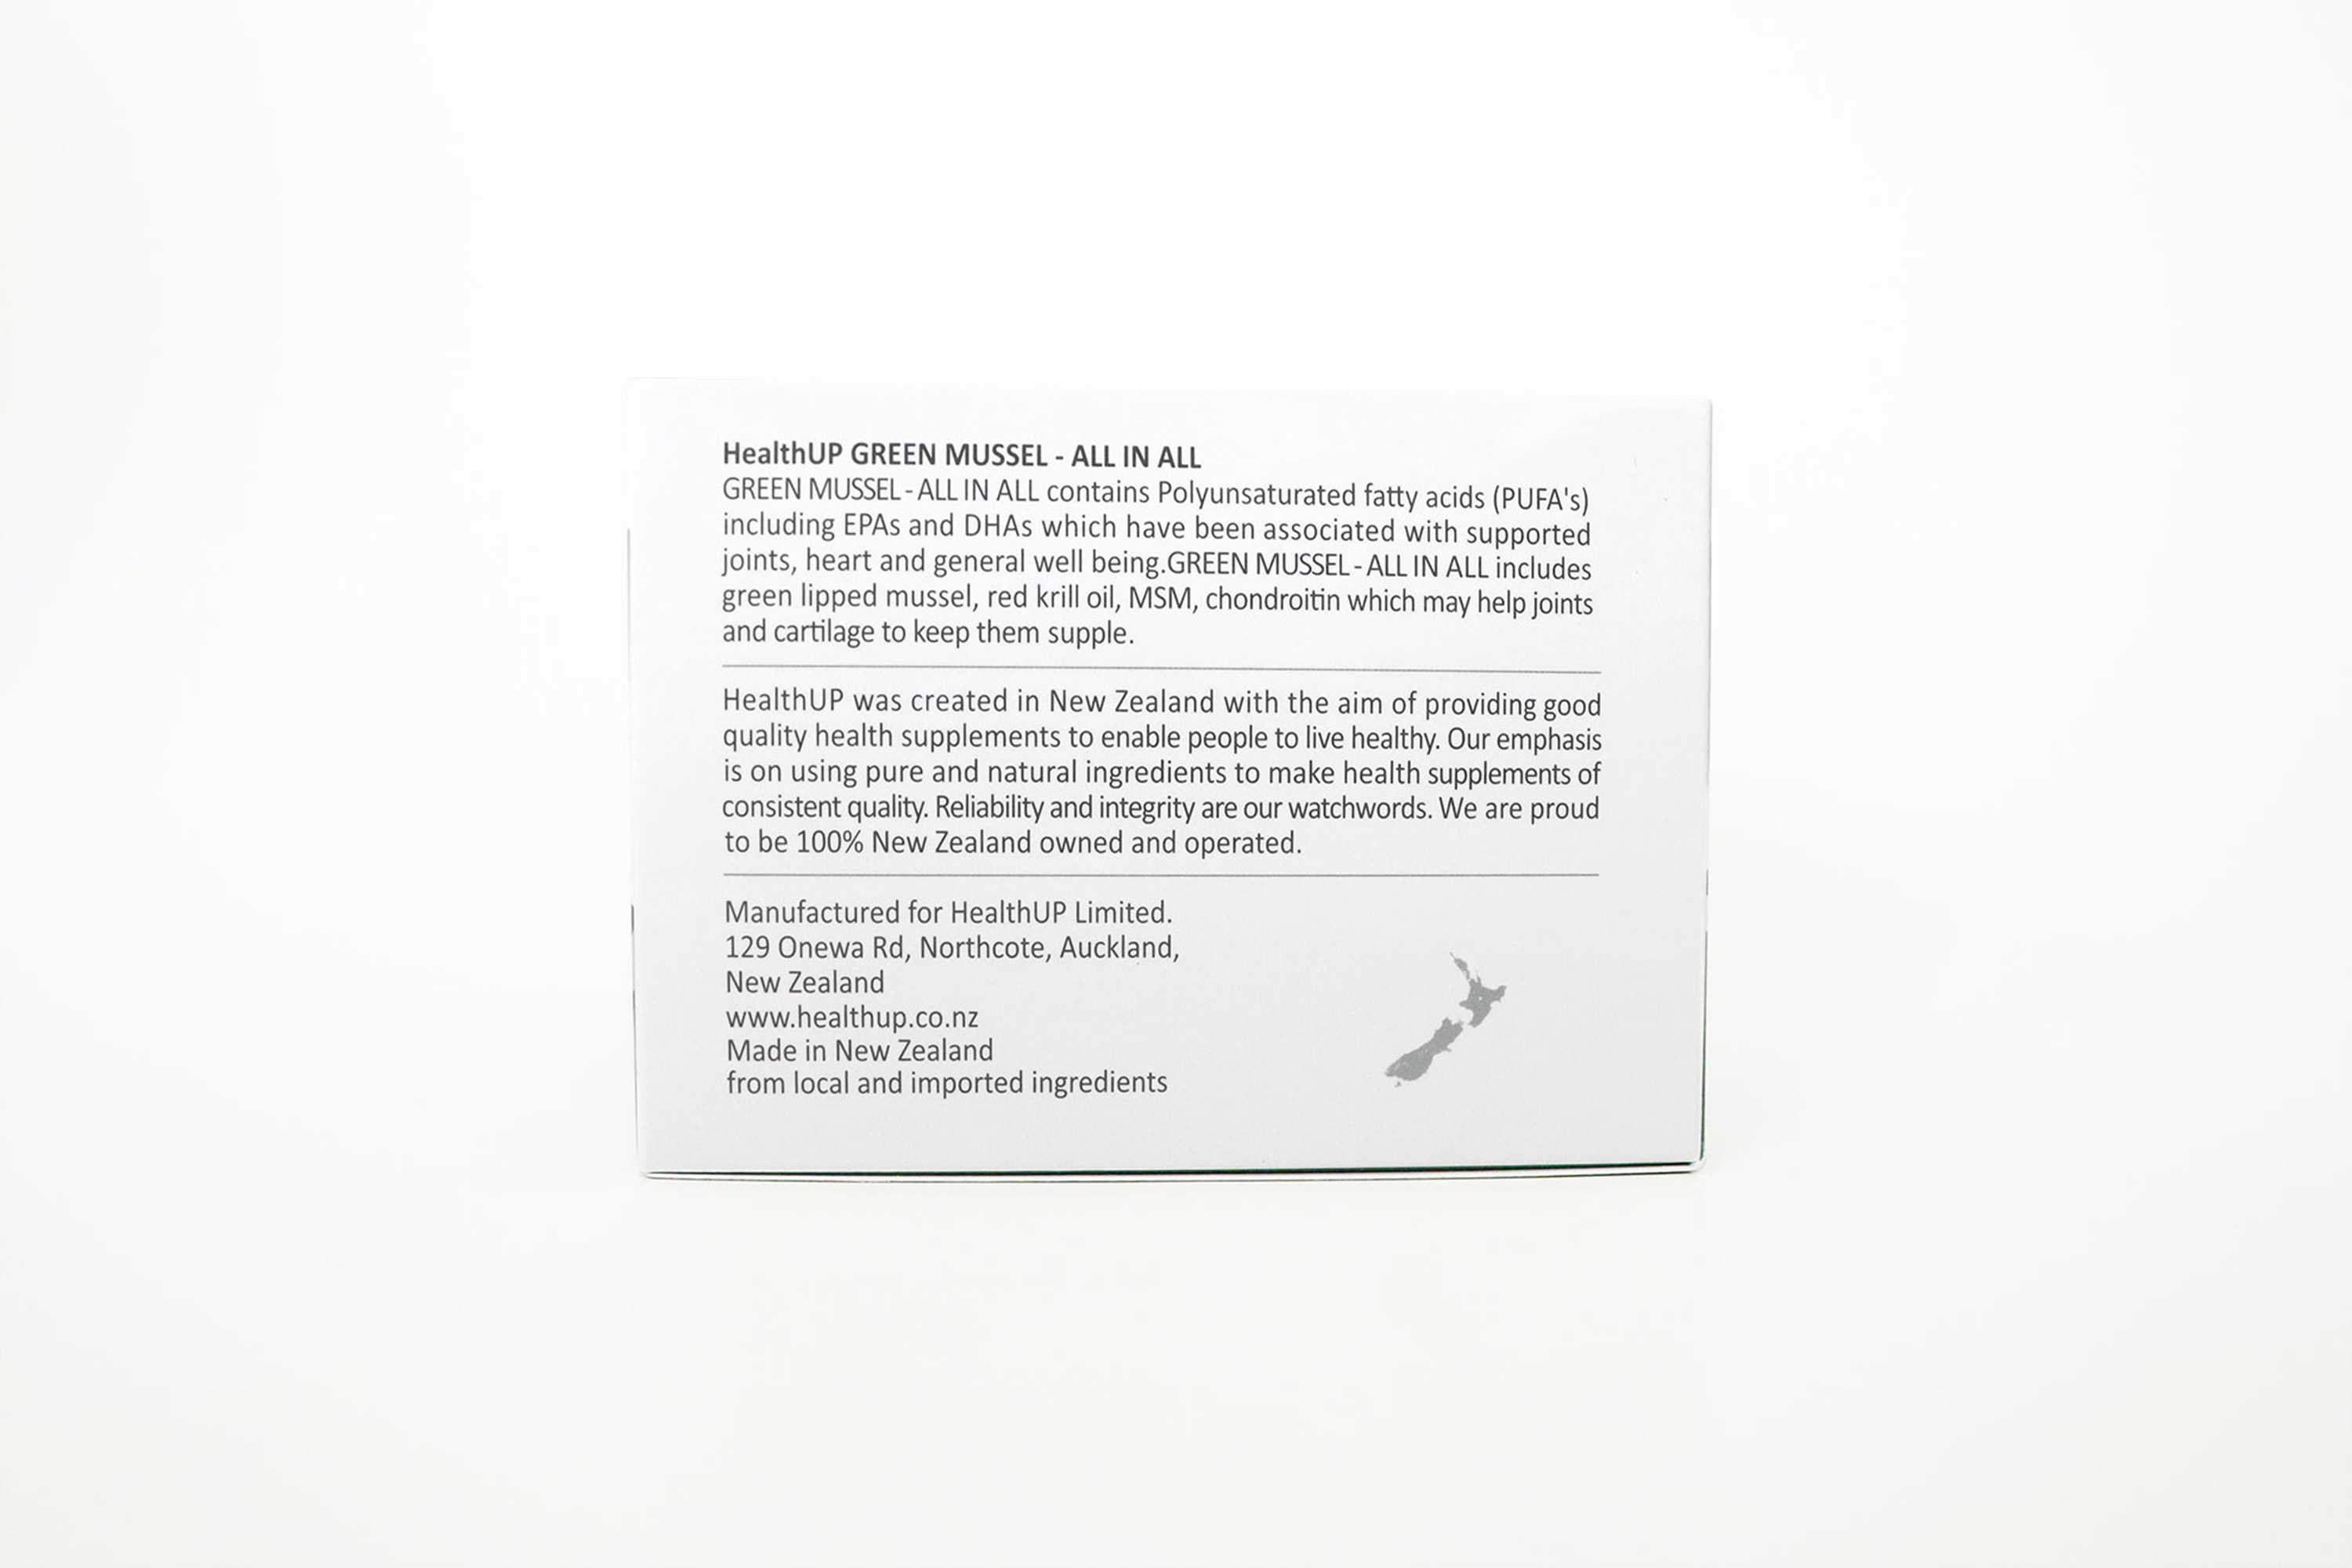 HealthUP GREEN MUSSEL - ALL IN ALL
GREEN MUSSEL - ALL IN ALL contains Polyunsaturated fatty acids (PUFA's)
including EPAs and DHAs which have been associated with supported
joints, heart and general well being.GREEN MUSSEL - ALL IN ALL includes
green lipped mussel, red krill oil, MSM, chondroitin which may help joints
and cartilage to keep them supple.
HealthUP was created in New Zealand with the aim of providing good
quality health supplements to enable people to live healthy. Our emphasis
is on using pure and natural ingredients to make health supplements of
consistent quality. Reliability and integrity are our watchwords. We are proud
to be 100% New Zealand owned and operated.
Manufactured for HealthUP Limited.
129 Onewa Rd, Northcote, Auckland,
New Zealand
www.healthup.co.nz
Made in New Zealand
from local and imported ingredients